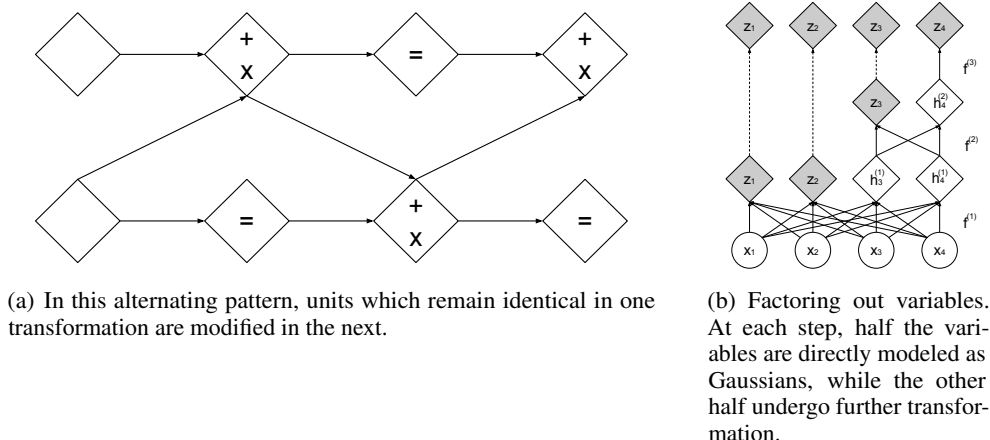 +
x
=
+
x
=
+
x
=
z₁ z₂ z₃ z₄
f⁽³⁾
z₃ h₄⁽²⁾
f⁽²⁾
z₁ z₂ h₃⁽¹⁾ h₄⁽¹⁾
f⁽¹⁾
x₁ x₂ x₃ x₄
(a) In this alternating pattern, units which remain identical in one
transformation are modified in the next.
(b) Factoring out variables.
At each step, half the vari-
ables are directly modeled as
Gaussians, while the other
half undergo further transfor-
mation.